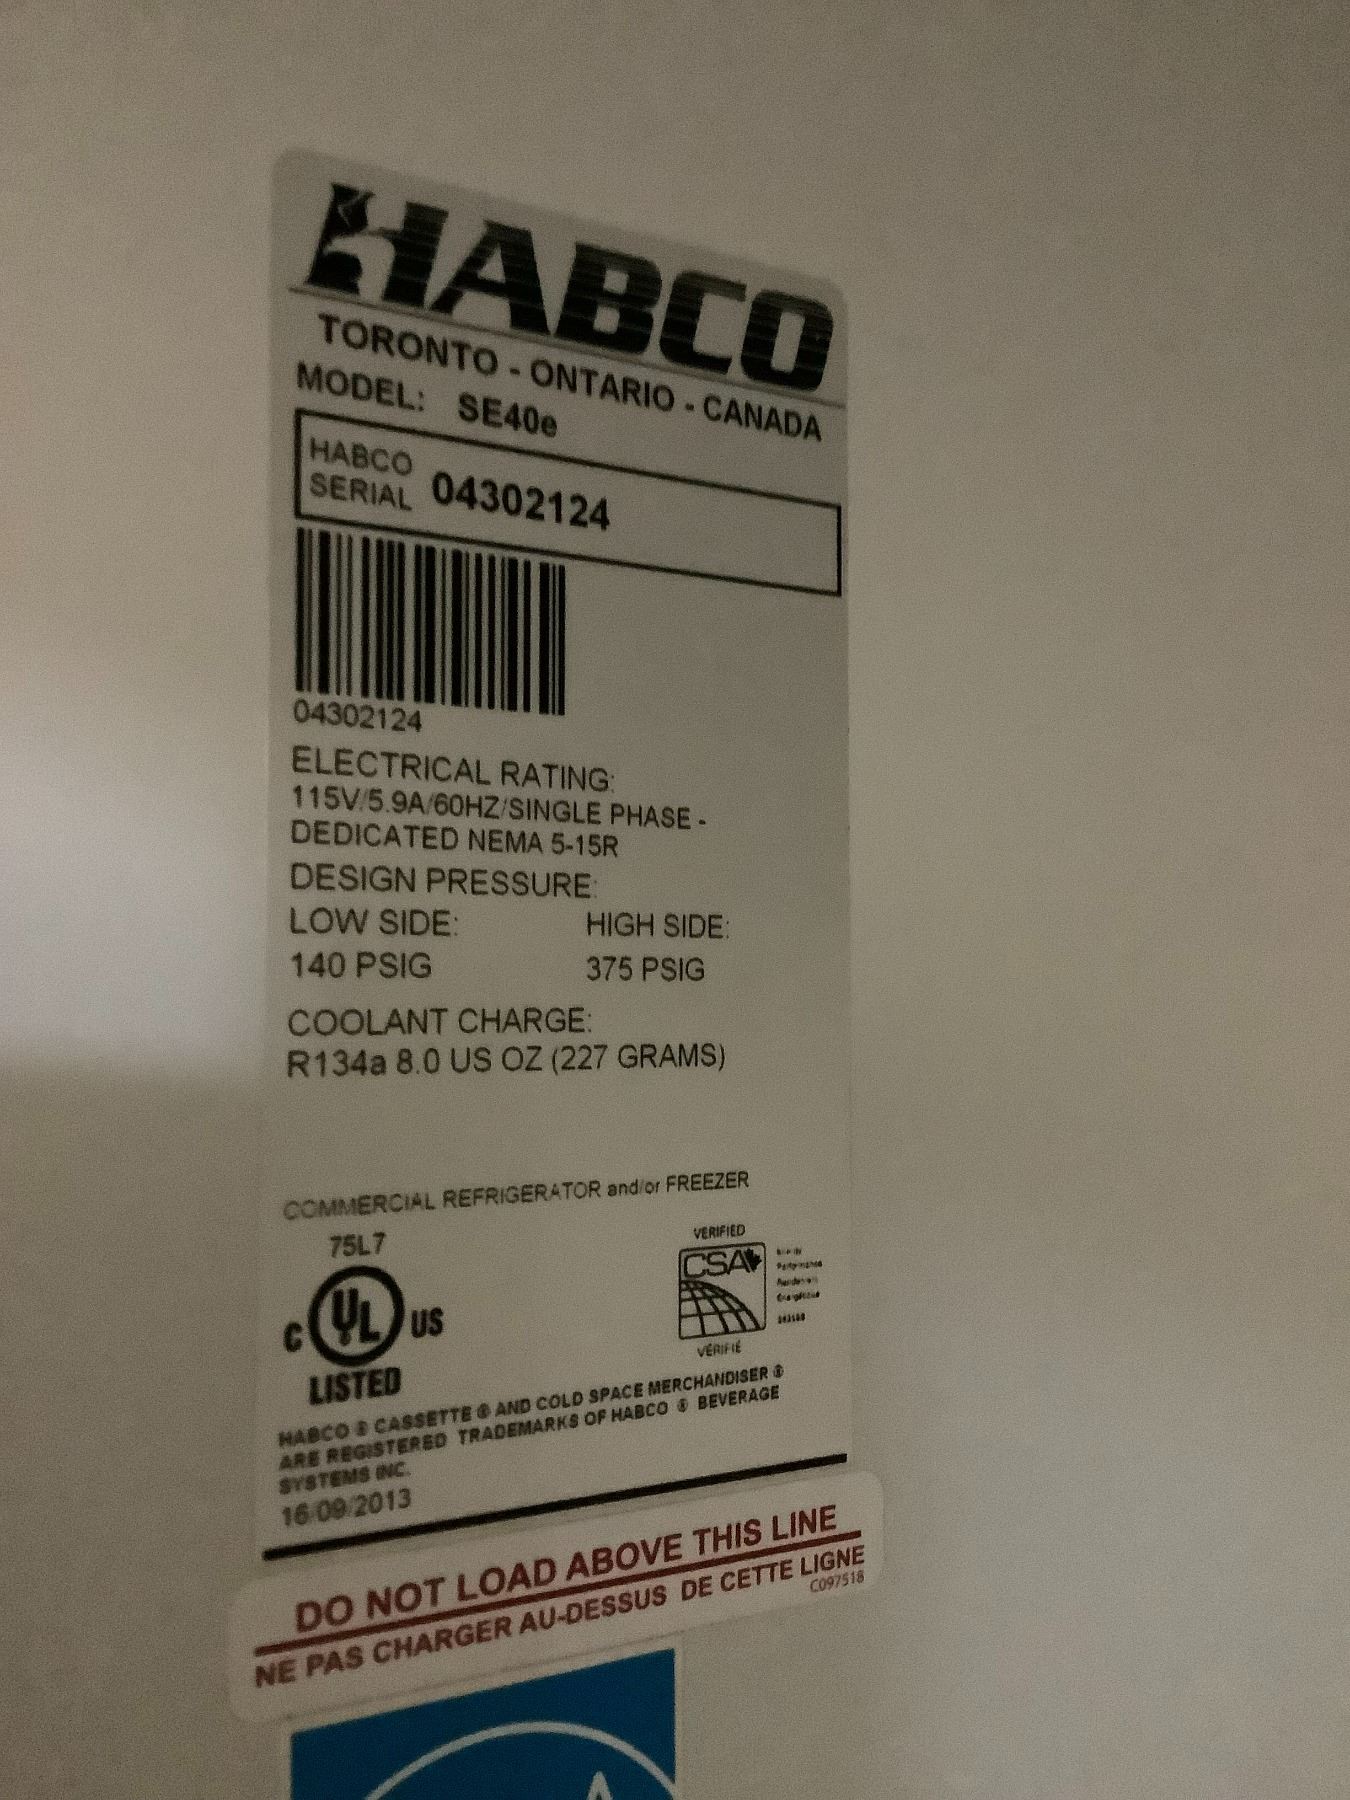 HABCO
TORONTO - ONTARIO - CANADA
MODEL: SE40e
HABCO
SERIAL 04302124
04302124
ELECTRICAL RATING:
115V/5.9A/60HZ/SINGLE PHASE -
DEDICATED NEMA 5-15R
DESIGN PRESSURE:
LOW SIDE: HIGH SIDE:
140 PSIG 375 PSIG
COOLANT CHARGE:
R134a 8.0 US OZ (227 GRAMS)
COMMERCIAL REFRIGERATOR and/or FREEZER
75L7
C UL US
LISTED
VERIFIED
CSA
Performance
VÉRIFIÉ
HABCO ® CASSETTE ® AND COLD SPACE MERCHANDISER ®
ARE REGISTERED TRADEMARKS OF HABCO ® BEVERAGE
SYSTEMS INC.
16/09/2013
DO NOT LOAD ABOVE THIS LINE
NE PAS CHARGER AU-DESSUS DE CETTE LIGNE
C097518